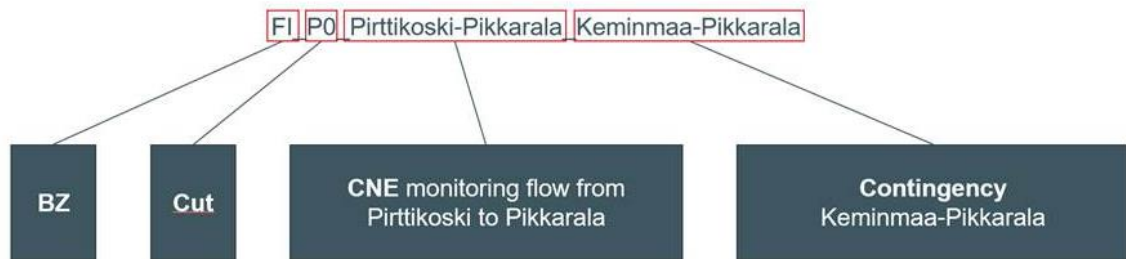 FI_P0_Pirttikoski-Pikkarala_Keminmaa-Pikkarala
BZ
Cut
CNE monitoring flow from
Pirttikoski to Pikkarala
Contingency
Keminmaa-Pikkarala